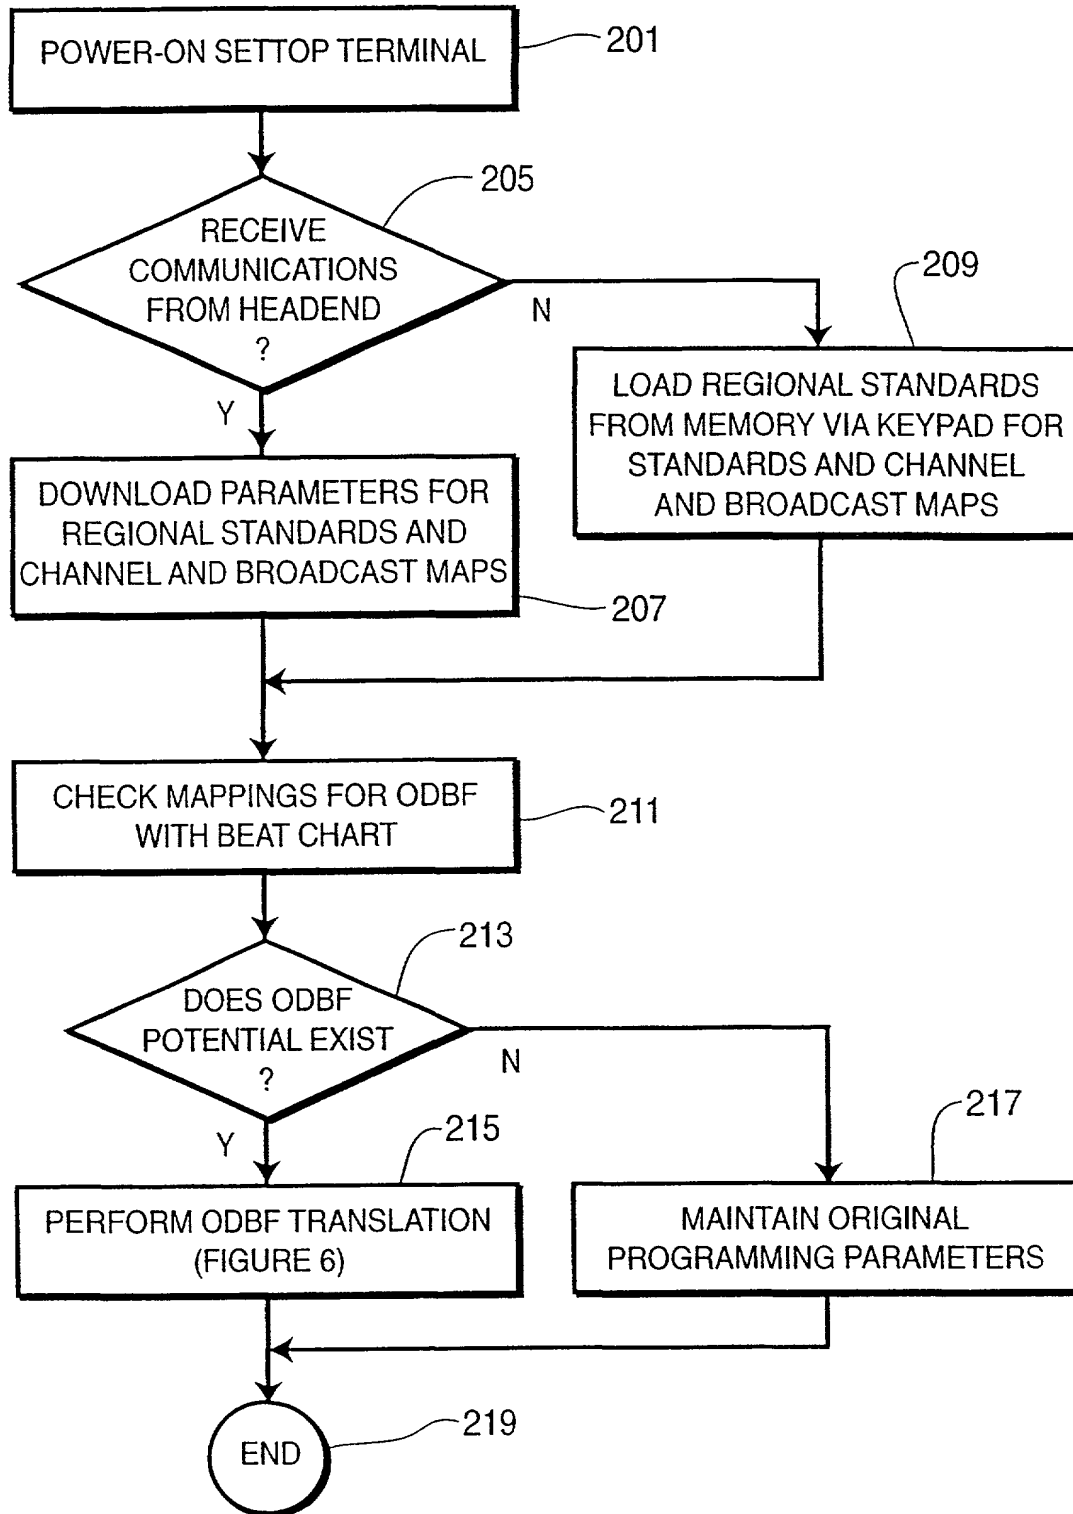 POWER-ON SETTOP TERMINAL
201
205
RECEIVE
COMMUNICATIONS
FROM HEADEND
?
N
Y
209
LOAD REGIONAL STANDARDS
FROM MEMORY VIA KEYPAD FOR
STANDARDS AND CHANNEL
AND BROADCAST MAPS
DOWNLOAD PARAMETERS FOR
REGIONAL STANDARDS AND
CHANNEL AND BROADCAST MAPS
207
CHECK MAPPINGS FOR ODBF
WITH BEAT CHART
211
213
DOES ODBF
POTENTIAL EXIST
?
N
Y
215
217
PERFORM ODBF TRANSLATION
(FIGURE 6)
MAINTAIN ORIGINAL
PROGRAMMING PARAMETERS
END
219